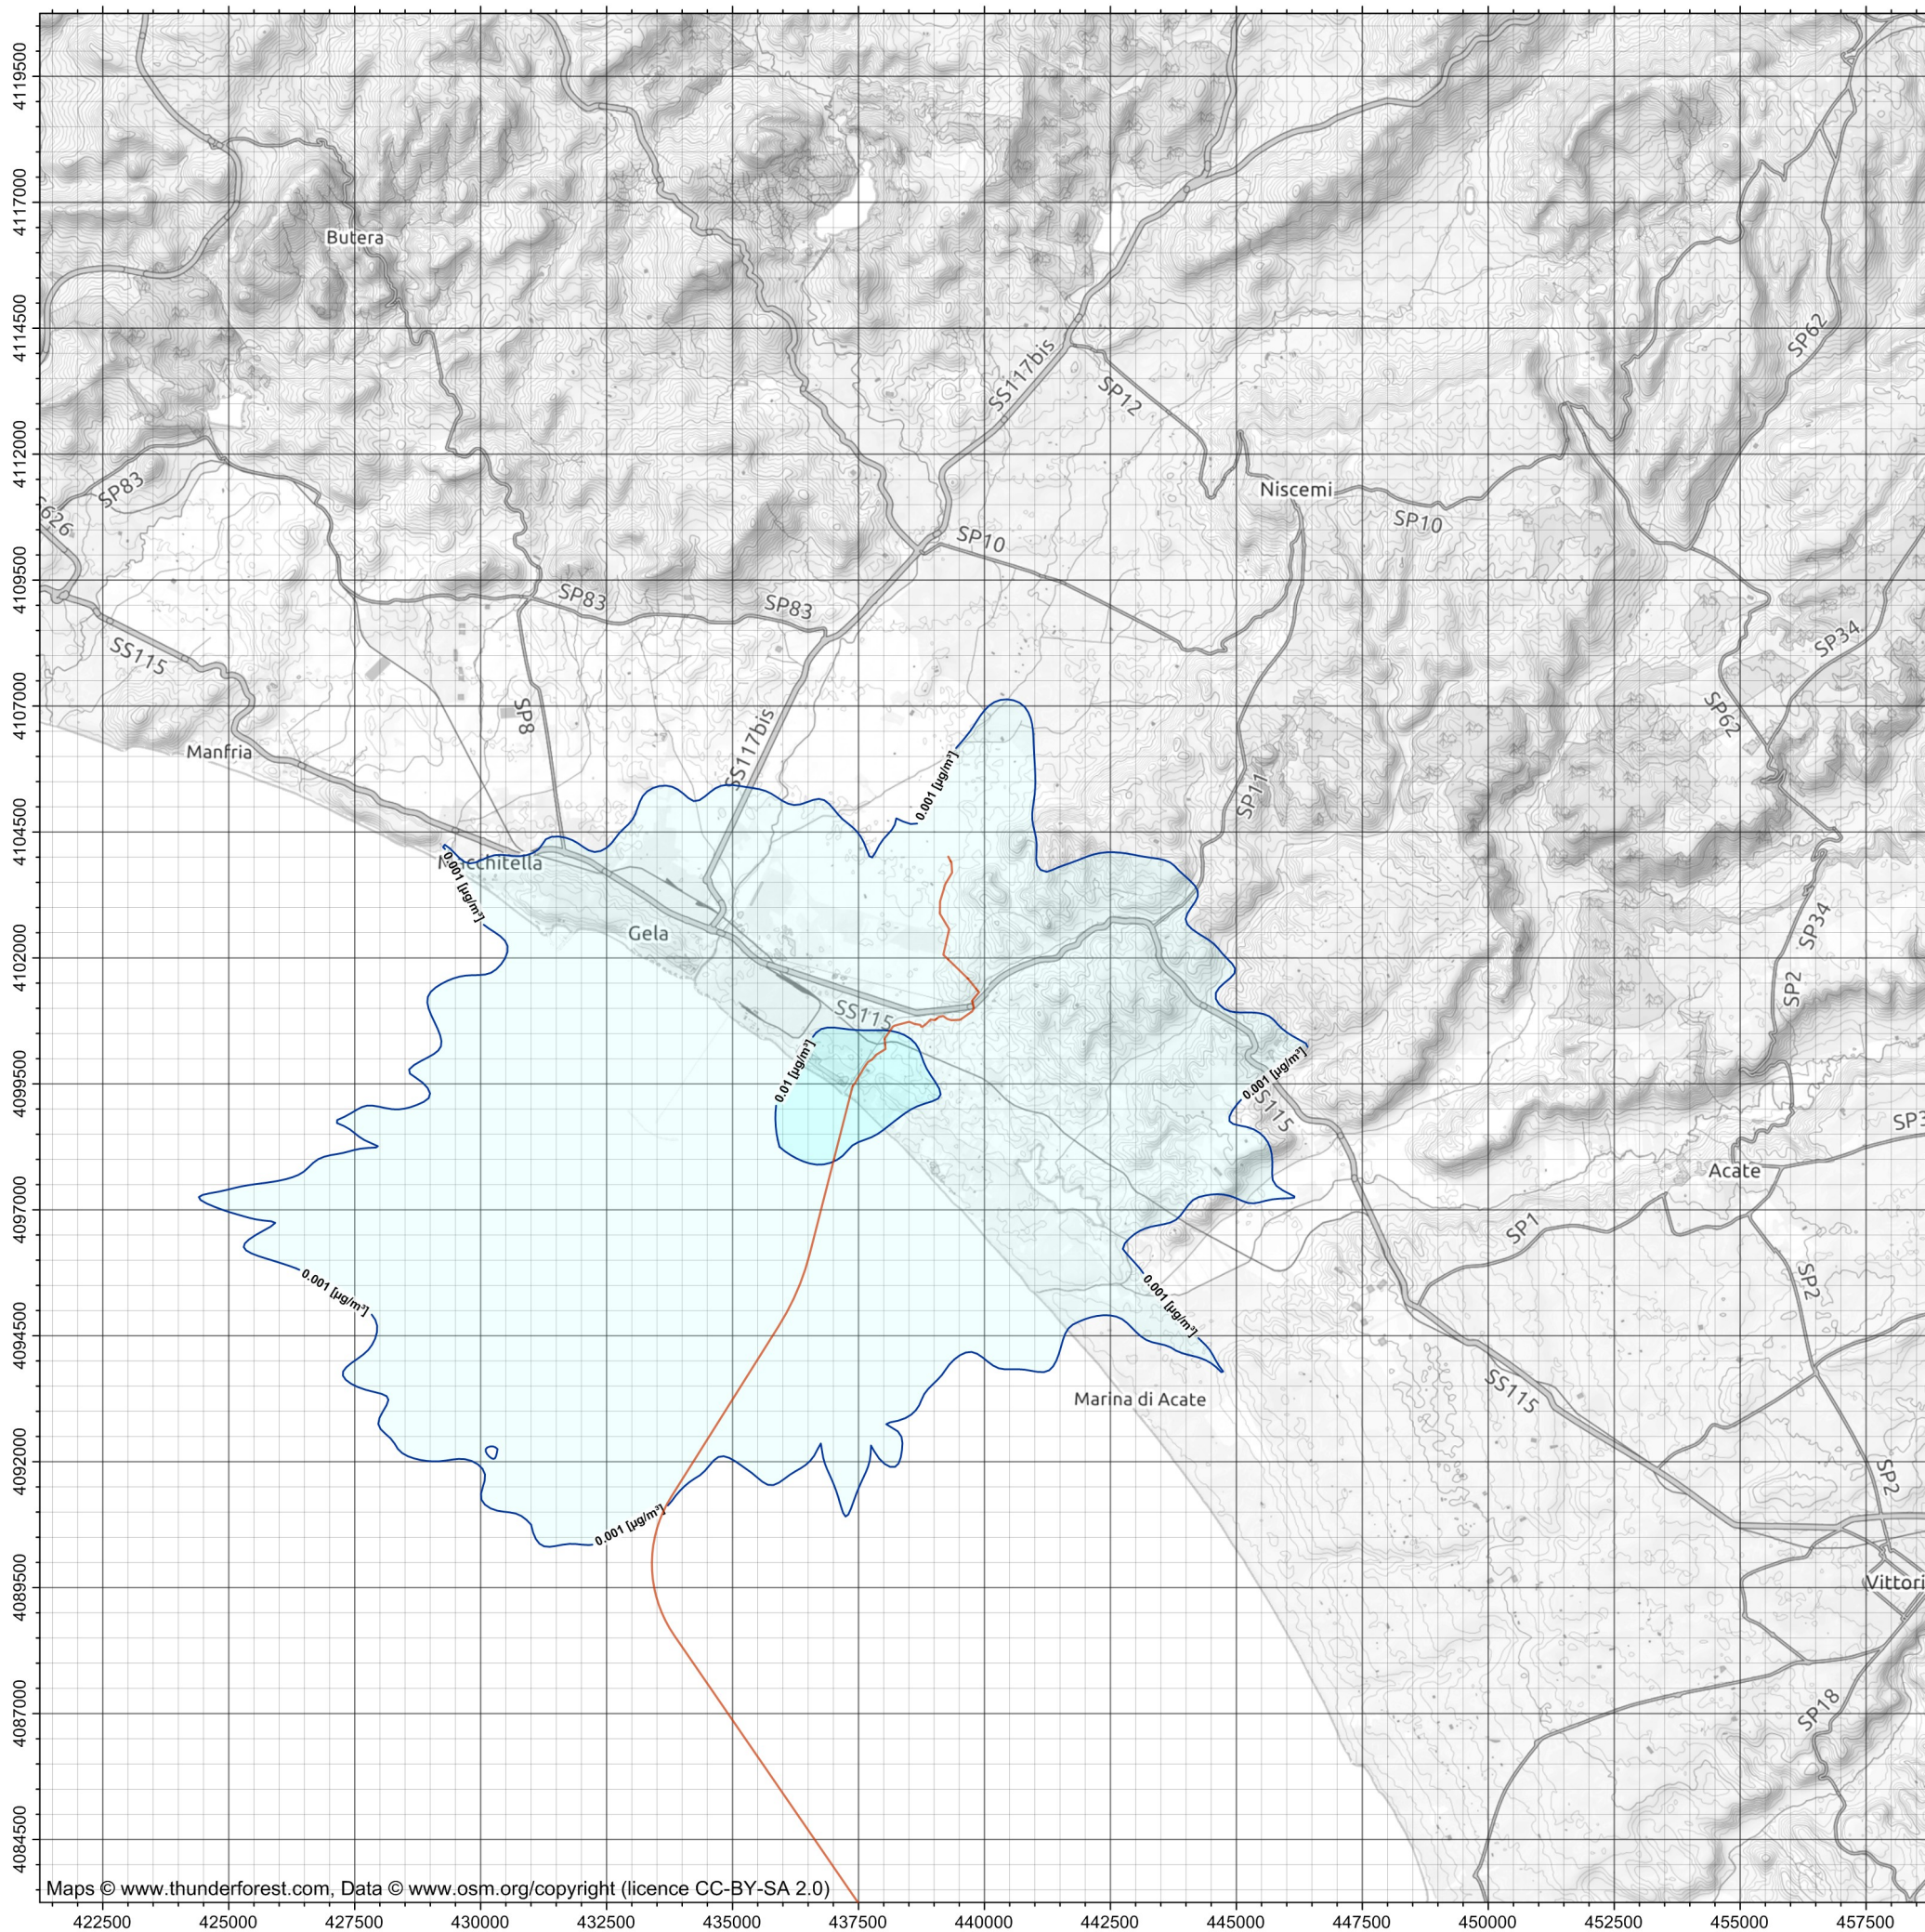 4119500
4117000
Butera
4114500
SP62
SS117bis
SP12
4112000
SP83
Niscemi
SP10
626
SP10
4109500
SP83
SP83
SP34
SS115
4107000
SP8
SP62
Manfria
SS117bis
0.001 [µg/m³]
SP11
4104500
Macchitella
0.001 [µg/m³]
Gela
SP34
4102000
SP2
SS115
0.01 [µg/m³]
0.001 [µg/m³]
4099500
SS115
SP3
Acate
4097000
SP1
0.001 [µg/m³]
0.001 [µg/m³]
SP2
4094500
SS115
Marina di Acate
4092000
SP2
0.001 [µg/m³]
4089500
Vittori
4087000
SP18
4084500
Maps © www.thunderforest.com, Data © www.osm.org/copyright (licence CC-BY-SA 2.0)
422500 425000 427500 430000 432500 435000 437500 440000 442500 445000 447500 450000 452500 455000 457500